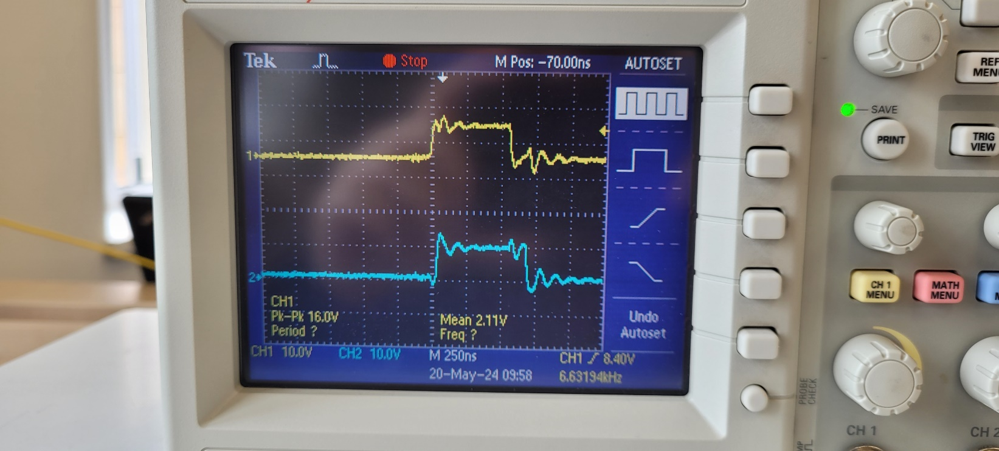 Tek Stop M Pos: -70.00ns AUTOSET
1
2
CH1
Pk-Pk 16.0V Mean 2.11V
Period ? Freq ?
Undo
Autoset
CH1 10.0V CH2 10.0V M 250ns CH1 8.40V
20-May-24 09:58 6.63194kHz
REF
MENU
SAVE
PRINT
TRIG
VIEW
CH 1
MENU
MATH
MENU
M
PROBE
CHECK
CH 1
CH 2